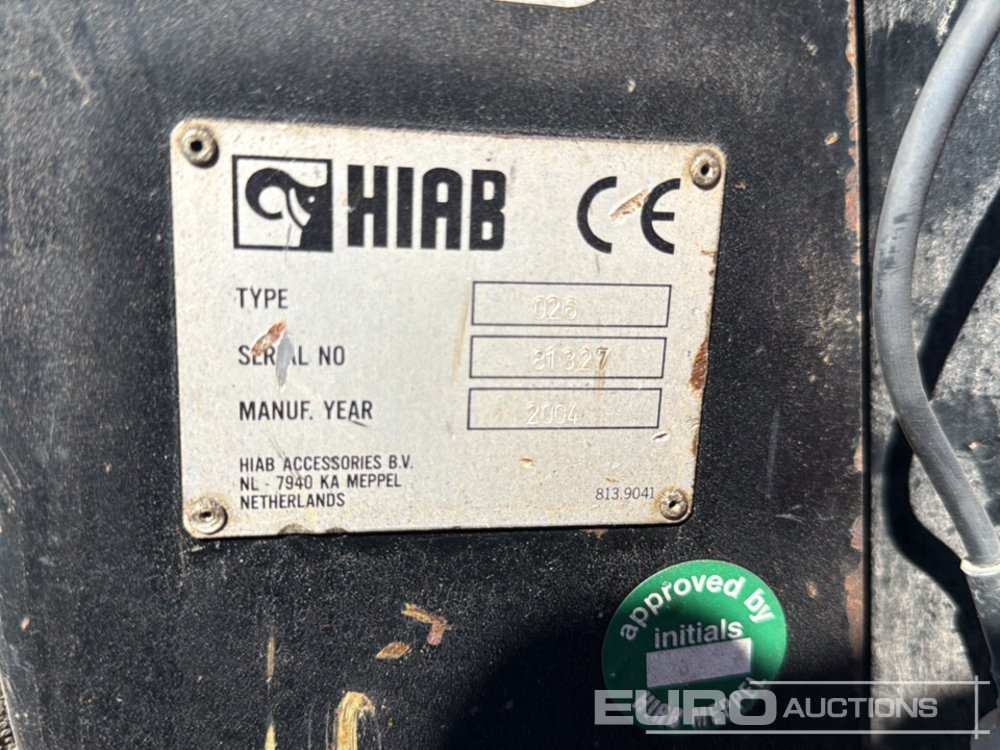 HIAB CE
TYPE 026
SERIAL NO 81327
MANUF. YEAR 2004
HIAB ACCESSORIES B.V.
NL - 7940 KA MEPPEL
NETHERLANDS
813.9041
approved by
initials
EURO AUCTIONS